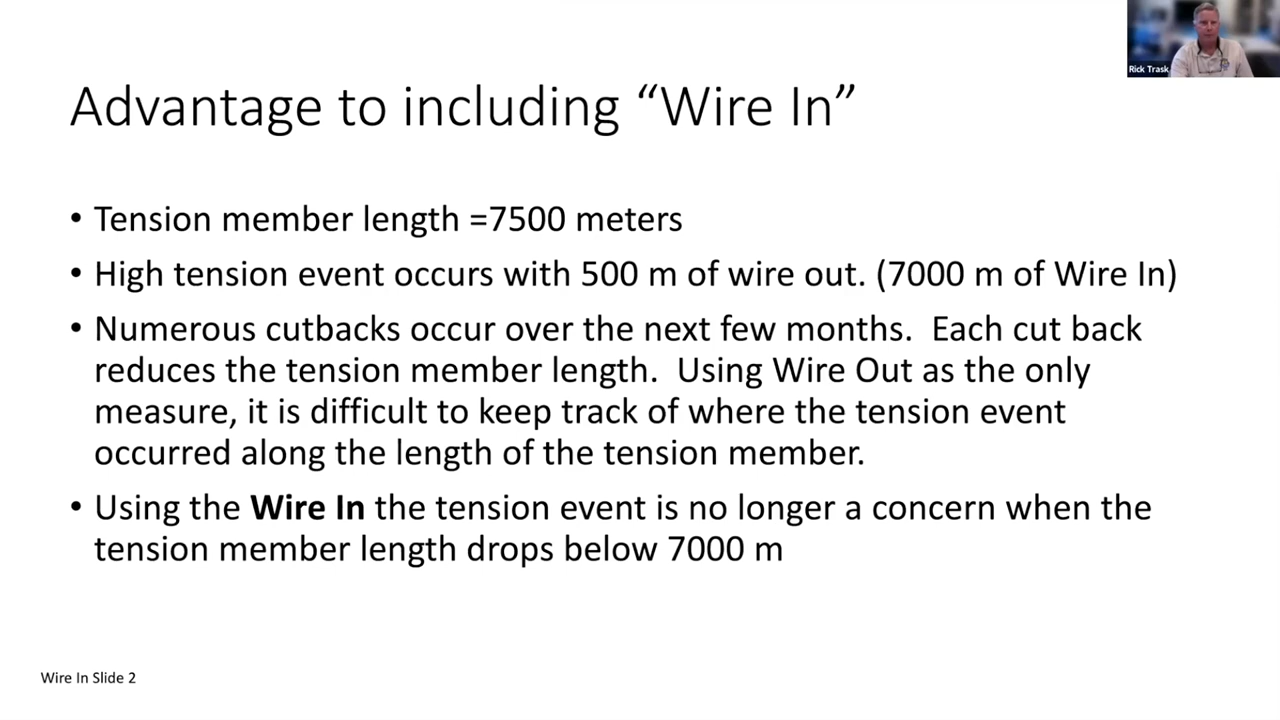 Rick Trask
Advantage to including “Wire In”
• Tension member length =7500 meters
• High tension event occurs with 500 m of wire out. (7000 m of Wire In)
• Numerous cutbacks occur over the next few months.  Each cut back
reduces the tension member length.  Using Wire Out as the only
measure, it is difficult to keep track of where the tension event
occurred along the length of the tension member.
• Using the Wire In the tension event is no longer a concern when the
tension member length drops below 7000 m
Wire In Slide 2